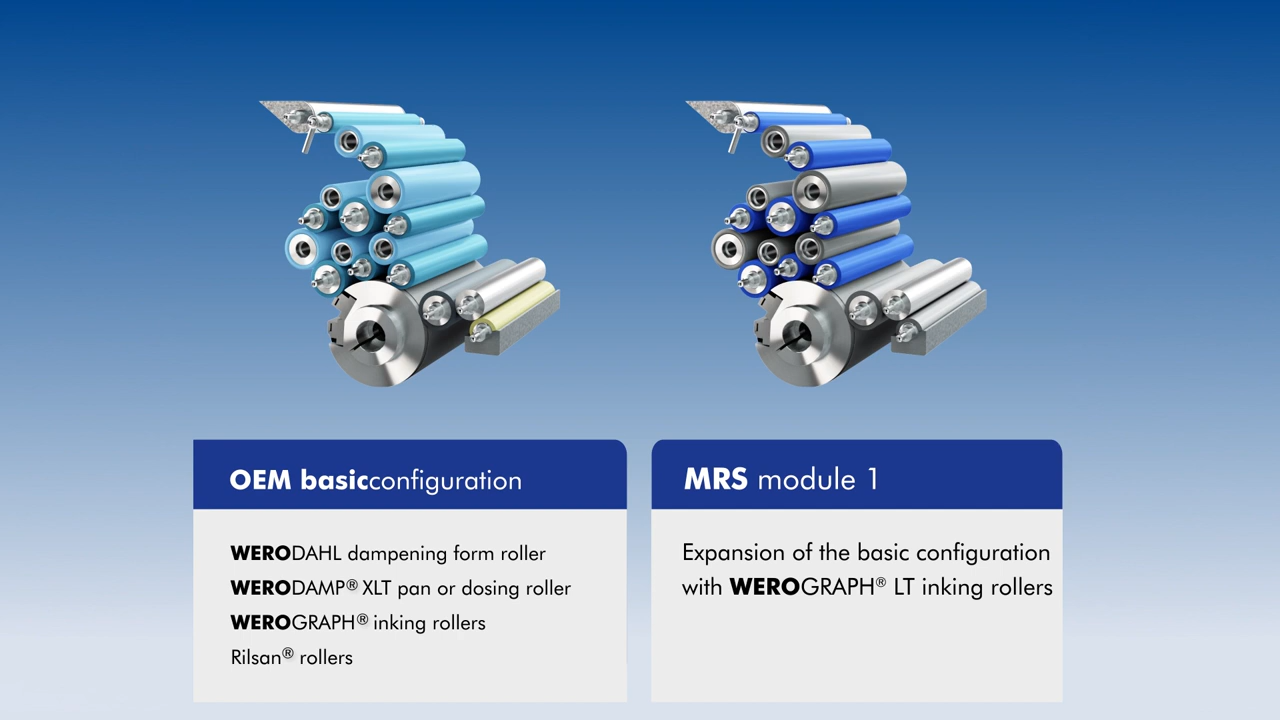 OEM basicconfiguration
WERODAHL dampening form roller
WERODAMP® XLT pan or dosing roller
WEROGRAPH® inking rollers
Rilsan® rollers
MRS module 1
Expansion of the basic configuration
with WEROGRAPH® LT inking rollers